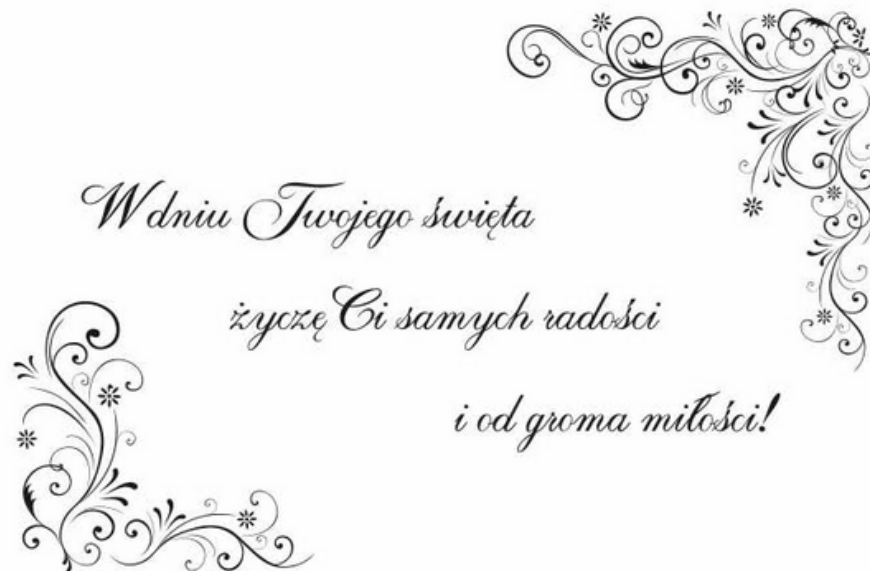 W dniu Twojego święta
życzę Ci samych radości
i od groma miłości!